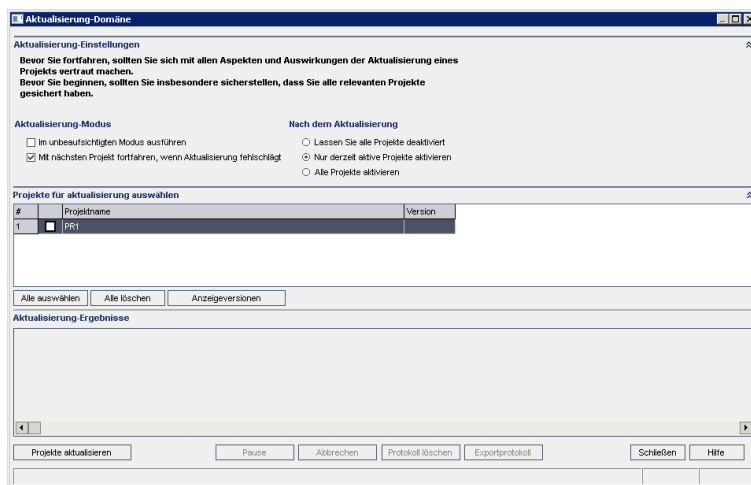 Aktualisierung-Domäne
Aktualisierung-Einstellungen
Bevor Sie fortfahren, sollten Sie sich mit allen Aspekten und Auswirkungen der Aktualisierung eines
Projekts vertraut machen.
Bevor Sie beginnen, sollten Sie insbesondere sicherstellen, dass Sie alle relevanten Projekte
gesichert haben.
Aktualisierung-Modus
Im unbeaufsichtigten Modus ausführen
Mit nächsten Projekt fortfahren, wenn Aktualisierung fehlschlägt
Nach dem Aktualisierung
Lassen Sie alle Projekte deaktiviert
Nur derzeit aktive Projekte aktivieren
Alle Projekte aktivieren
Projekte für aktualisierung auswählen
# Projektname Version
1 PR1
Alle auswählen Alle löschen Anzeigeversionen
Aktualisierung-Ergebnisse
Projekte aktualisieren Pause Abbrechen Protokoll löschen Exportprotokoll Schließen Hilfe